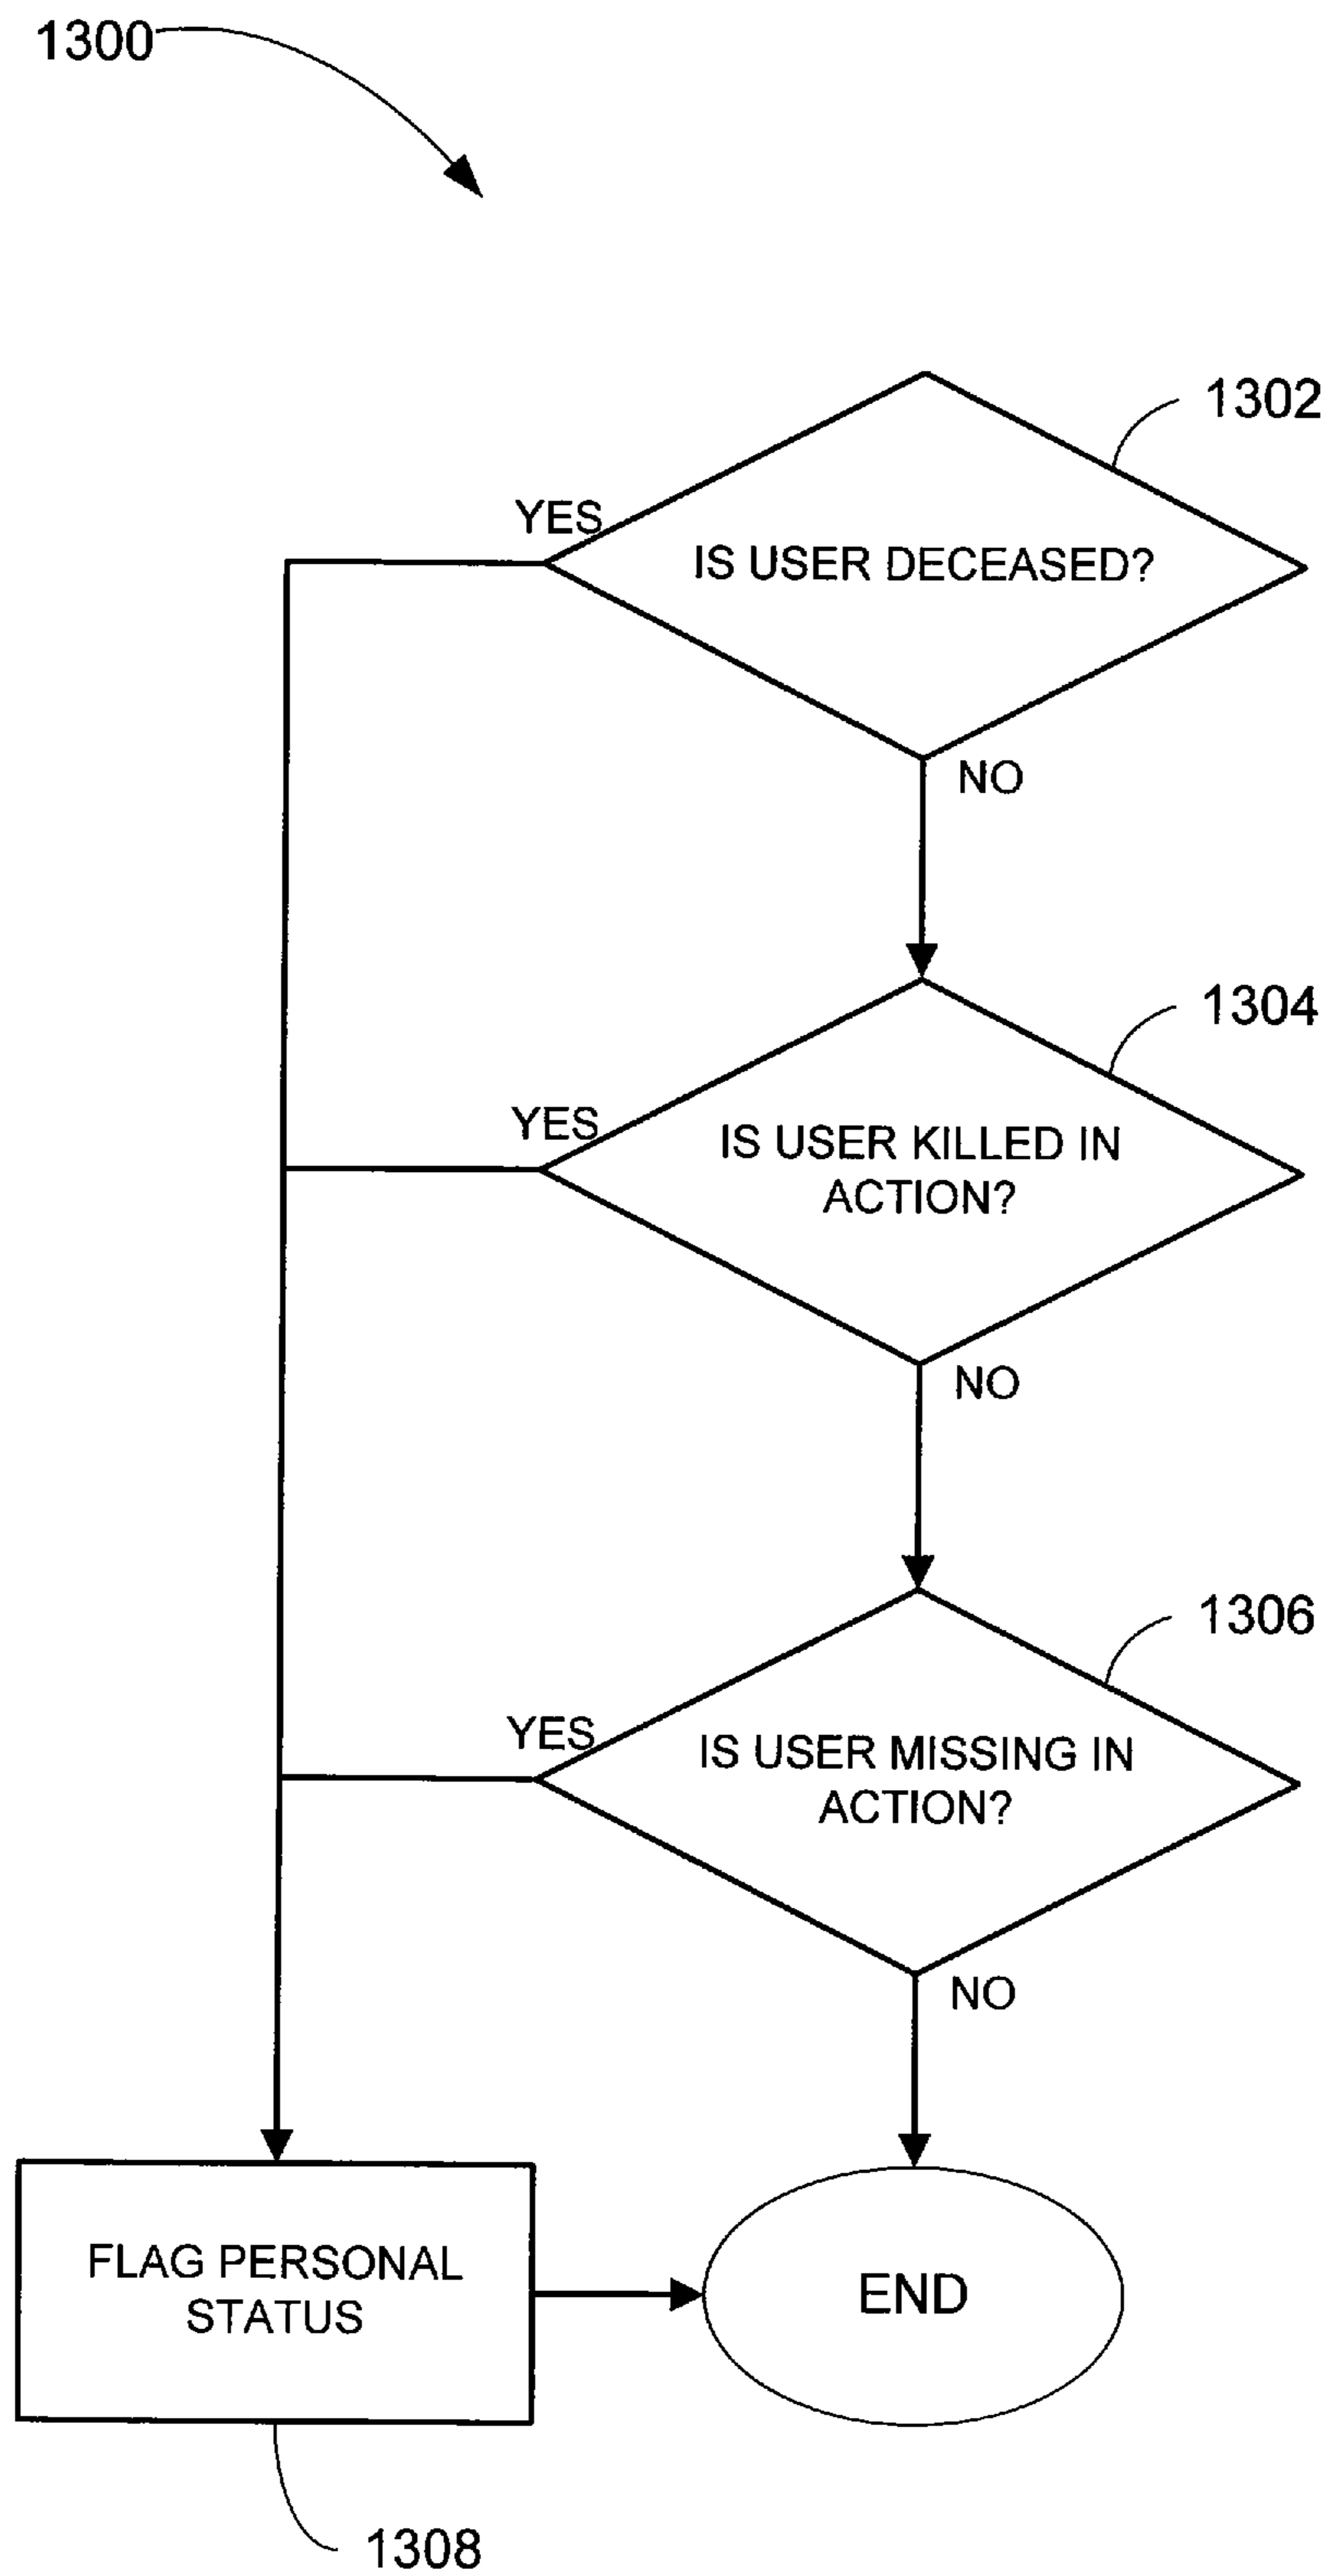 1300
1302
YES
IS USER DECEASED?
NO
1304
YES
IS USER KILLED IN
ACTION?
NO
1306
YES
IS USER MISSING IN
ACTION?
NO
FLAG PERSONAL
STATUS
END
1308